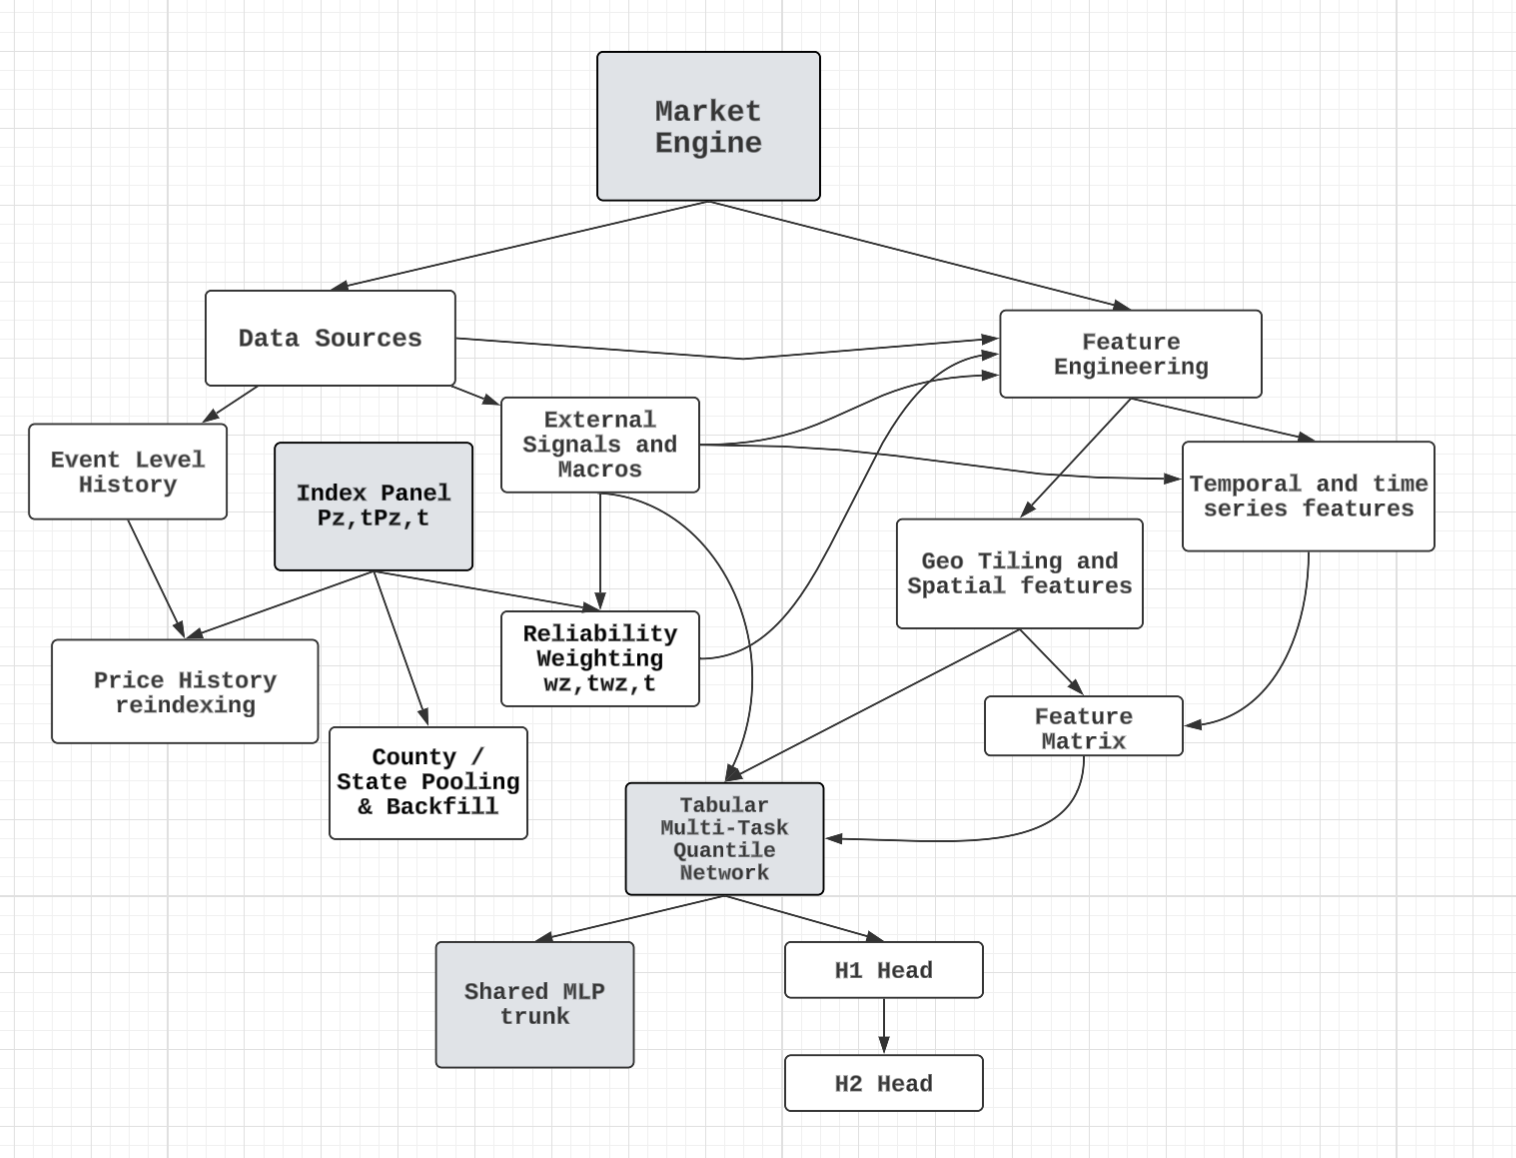 Market
Engine
Data Sources
Feature
Engineering
External
Signals and
Macros
Event Level
History
Index Panel
Pz,tPz,t
Temporal and time
series features
Geo Tiling and
Spatial features
Reliability
Weighting
wz,twz,t
Price History
reindexing
Feature
Matrix
County /
State Pooling
& Backfill
Tabular
Multi-Task
Quantile
Network
Shared MLP
trunk
H1 Head
H2 Head